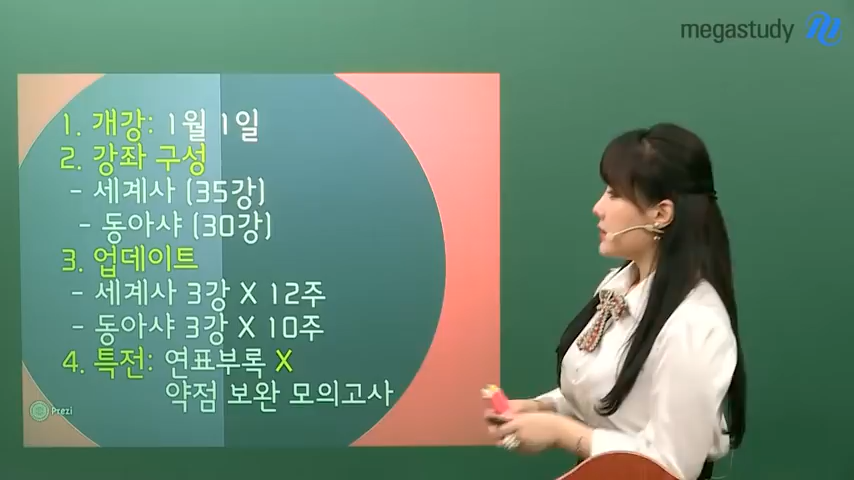 megastudy
1. 개강: 1월 1일
2. 강좌 구성
- 세계사 (35강)
- 동아샤 (30강)
3. 업데이트
- 세계사 3강 X 12주
- 동아샤 3강 X 10주
4. 특전: 연표부록 X
약점 보완 모의고사
Prezi